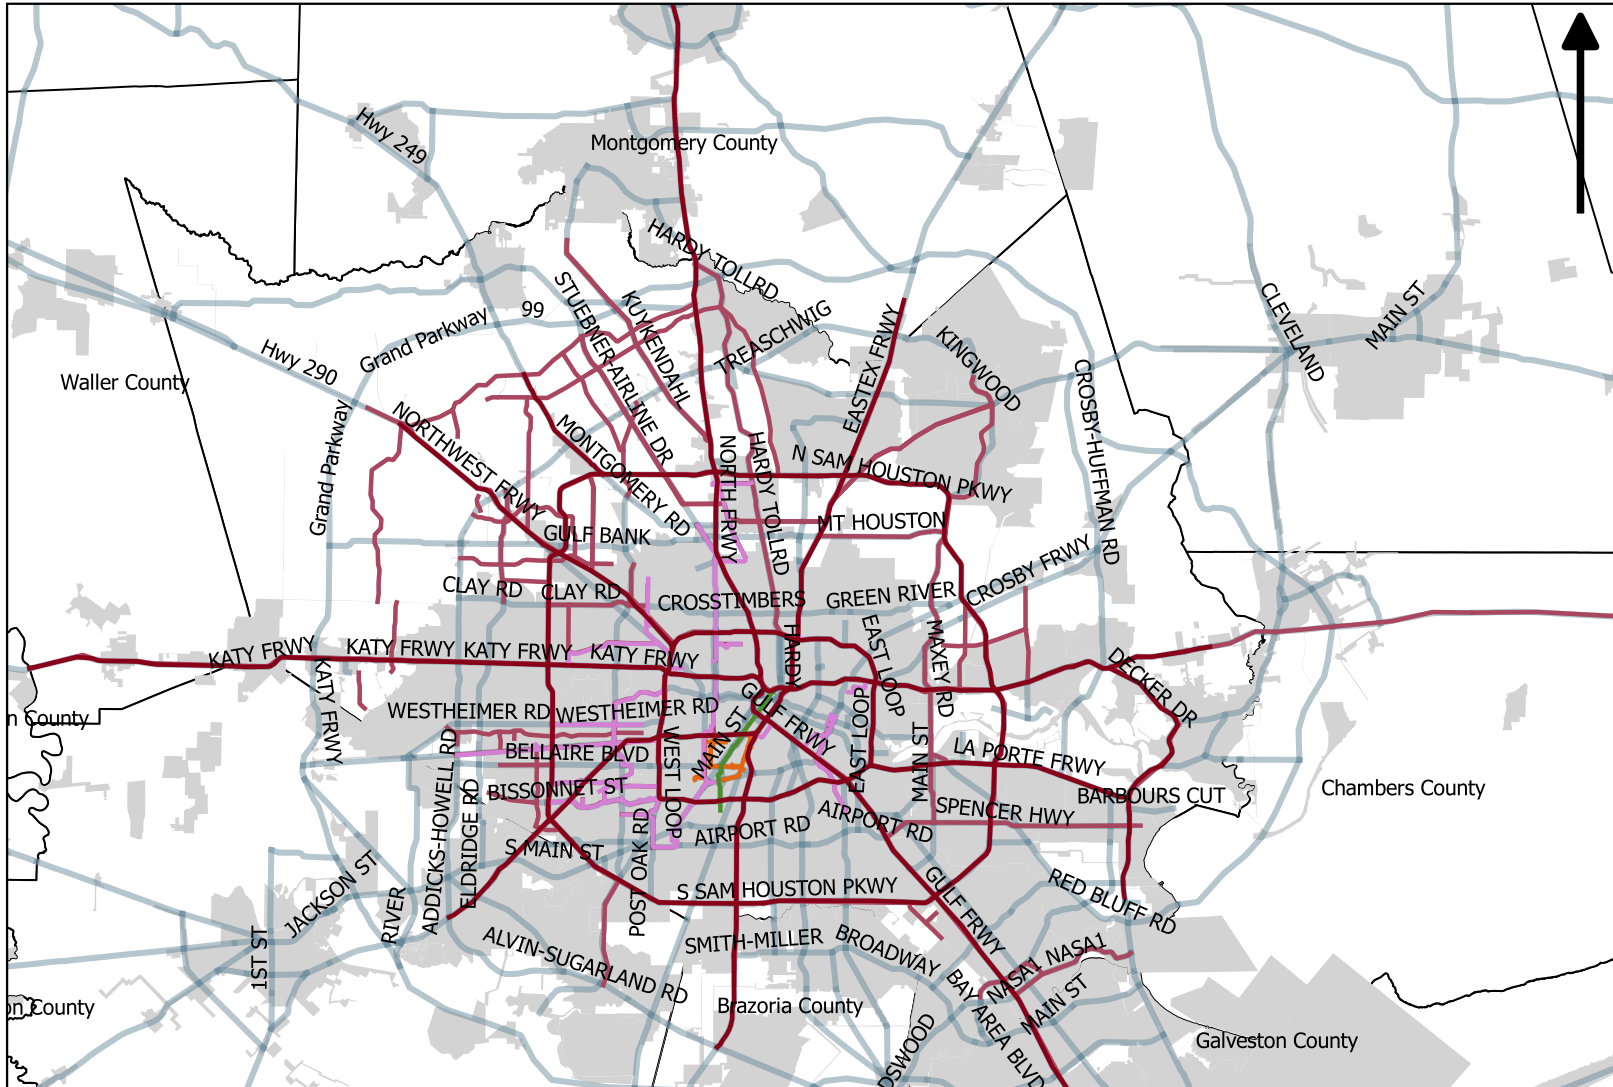 Hwy 249
Montgomery County
HARDY TOLLRD
STUEBNER-AIRLINE DR
KUYKENDAHL
99
Grand Parkway
TREASCHWIG
EASTEX FRWY
KINGWOOD
CLEVELAND
MAIN ST
Hwy 290
Waller County
CROSBY-HUFFMAN RD
Grand Parkway
NORTHWEST FRWY
MONTGOMERY RD
NORTH FRWY
HARDY TOLLRD
N SAM HOUSTON PKWY
MT HOUSTON
GULF BANK
CLAY RD
CLAY RD
CROSSTIMBERS
GREEN RIVER
CROSBY FRWY
KATY FRWY
KATY FRWY
KATY FRWY
KATY FRWY
HARDY
EAST LOOP
MAXEY RD
DECKER DR
KATY FRWY
n County
WESTHEIMER RD
WESTHEIMER RD
GULF FRWY
MAIN ST
WEST LOOP
EAST LOOP
MAIN ST
BELLAIRE BLVD
LA PORTE FRWY
BISSONNET ST
BARBOURS CUT
Chambers County
ADDICKS-HOWELL RD
ELDRIDGE RD
SPENCER HWY
AIRPORT RD
AIRPORT RD
S MAIN ST
POST OAK RD
JACKSON ST
RIVER
S SAM HOUSTON PKWY
GULF FRWY
RED BLUFF RD
1ST ST
ALVIN-SUGARLAND RD
SMITH-MILLER
BROADWAY
NASA1
NASA1
BAY AREA BLVD
MAIN ST
on County
Brazoria County
Galveston County
DSWOOD